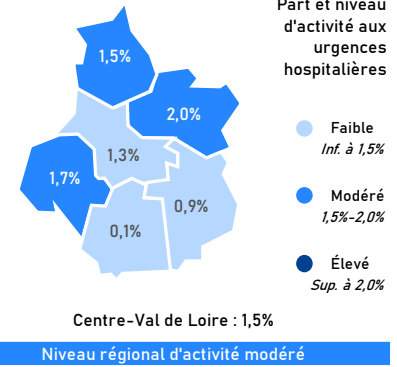 Part et niveau
d'activité aux
urgences
hospitalières
1,5%
2,0%
1,3%
1,7%
0,9%
0,1%
Faible
Inf. à 1,5%
Modéré
1,5%-2,0%
Élevé
Sup. à 2,0%
Centre-Val de Loire : 1,5%
Niveau régional d'activité modéré